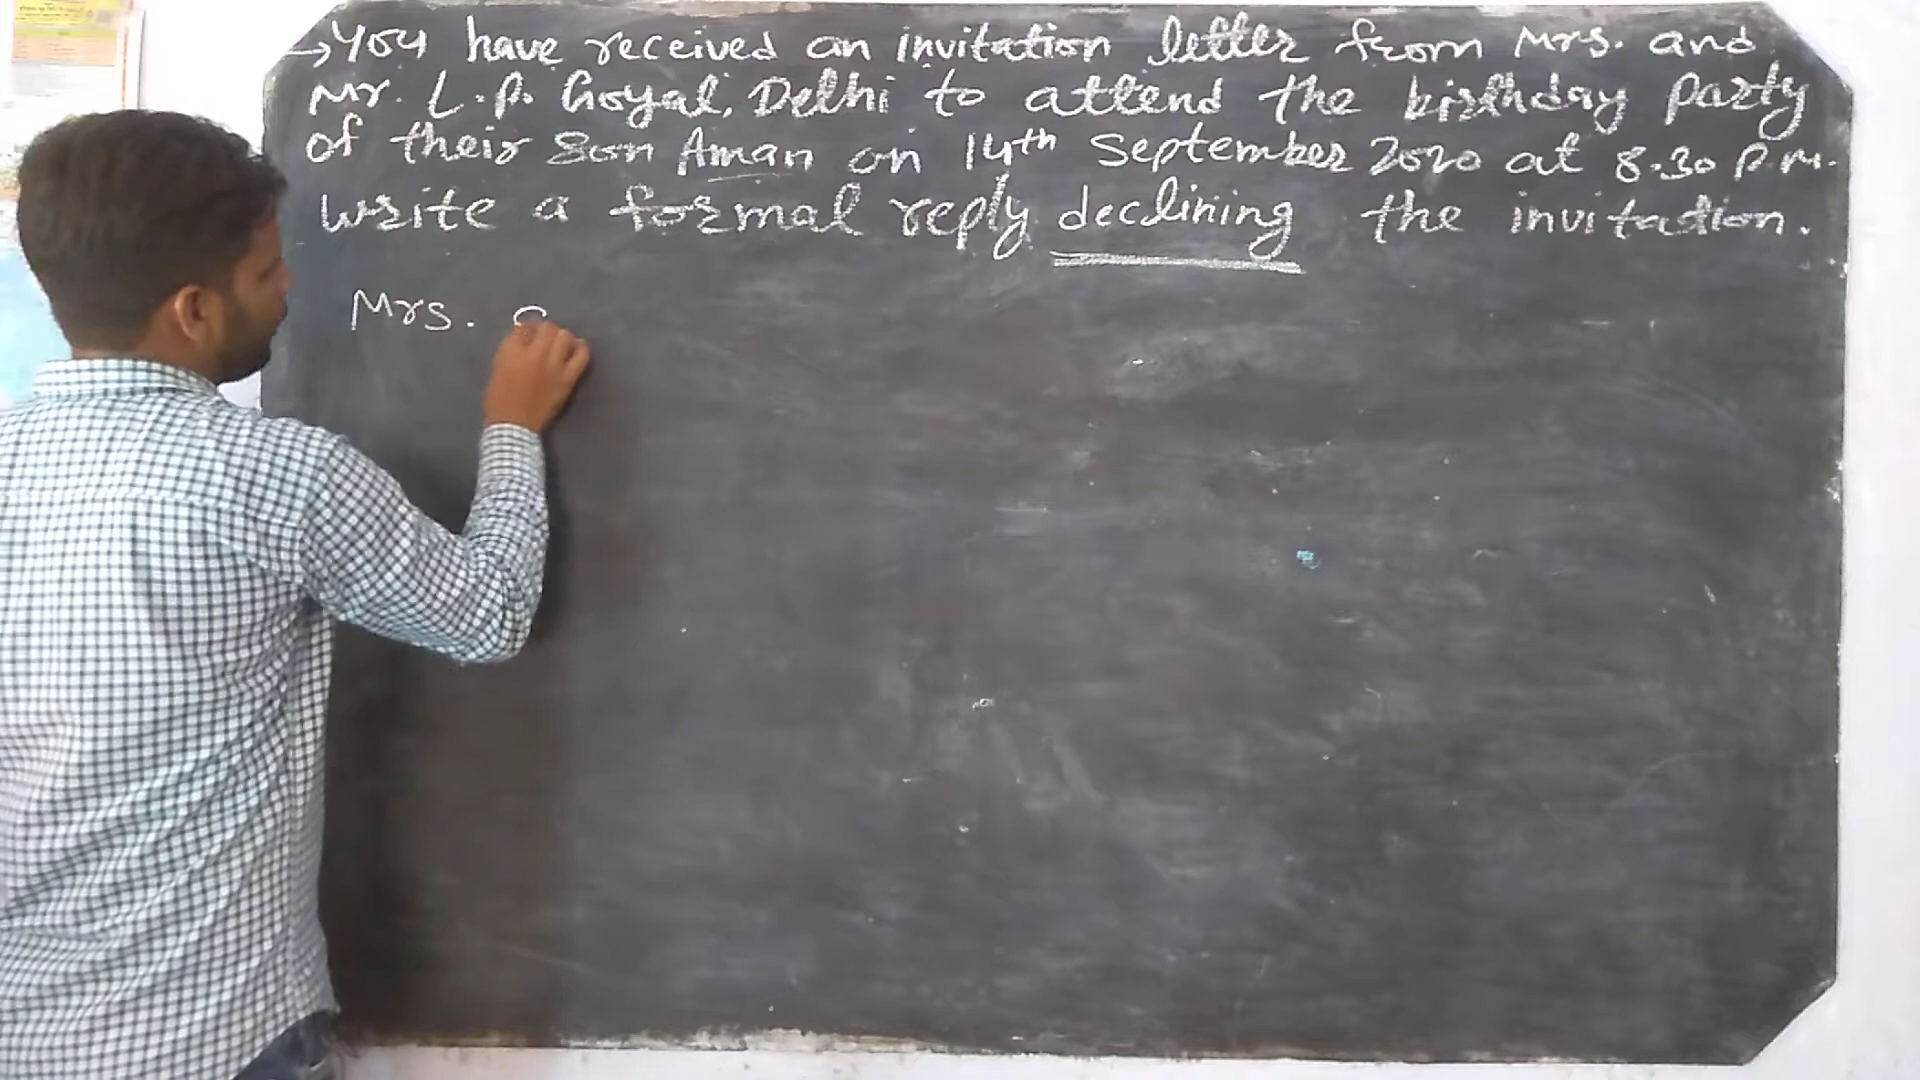 →You have received an invitation letter from Mrs. and
Mr. L.P. Goyal, Delhi to attend the birthday party
of their son Aman on 14th September 2020 at 8.30 P.M.
write a formal reply declining the invitation.
Mrs.